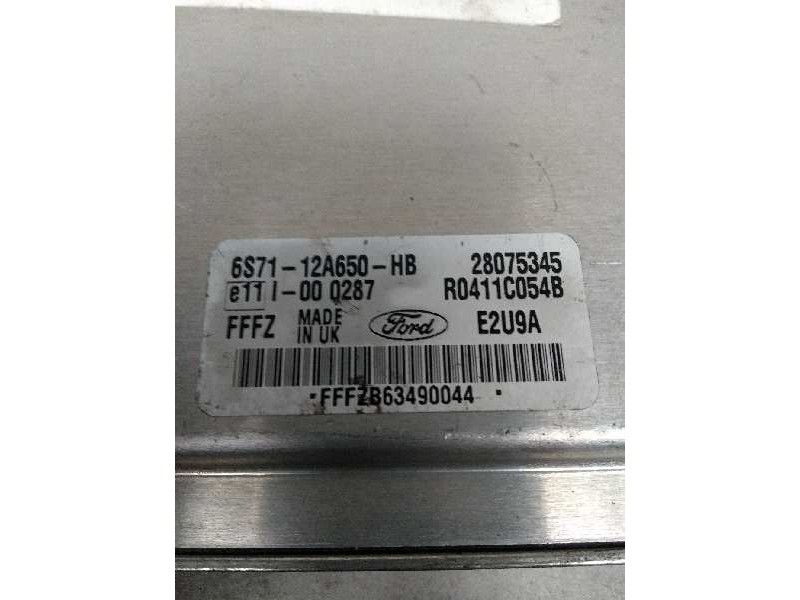 6S71-12A650-HB 28075345
e11 I-00 0287 R0411C054B
FFFZ MADE IN UK Ford E2U9A
·FFFZB63490044·